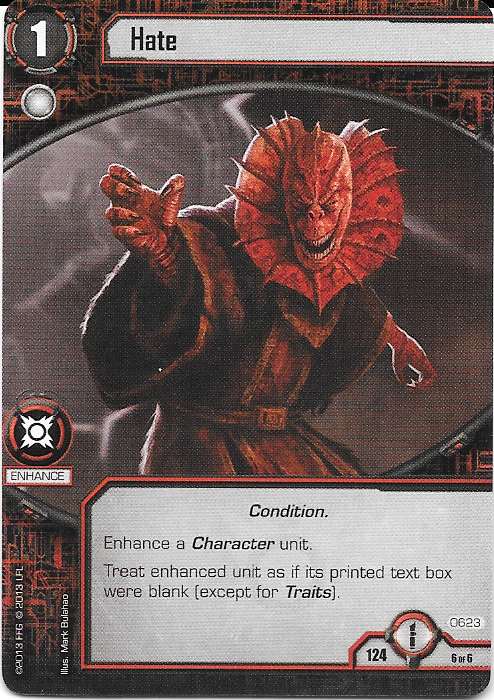 1
Hate
ENHANCE
Condition.
Enhance a Character unit.
Treat enhanced unit as if its printed text box
were blank (except for Traits).
©2013 FFG © 2013 LFL
Illus. Mark Bulahao
0623
124
6 of 6